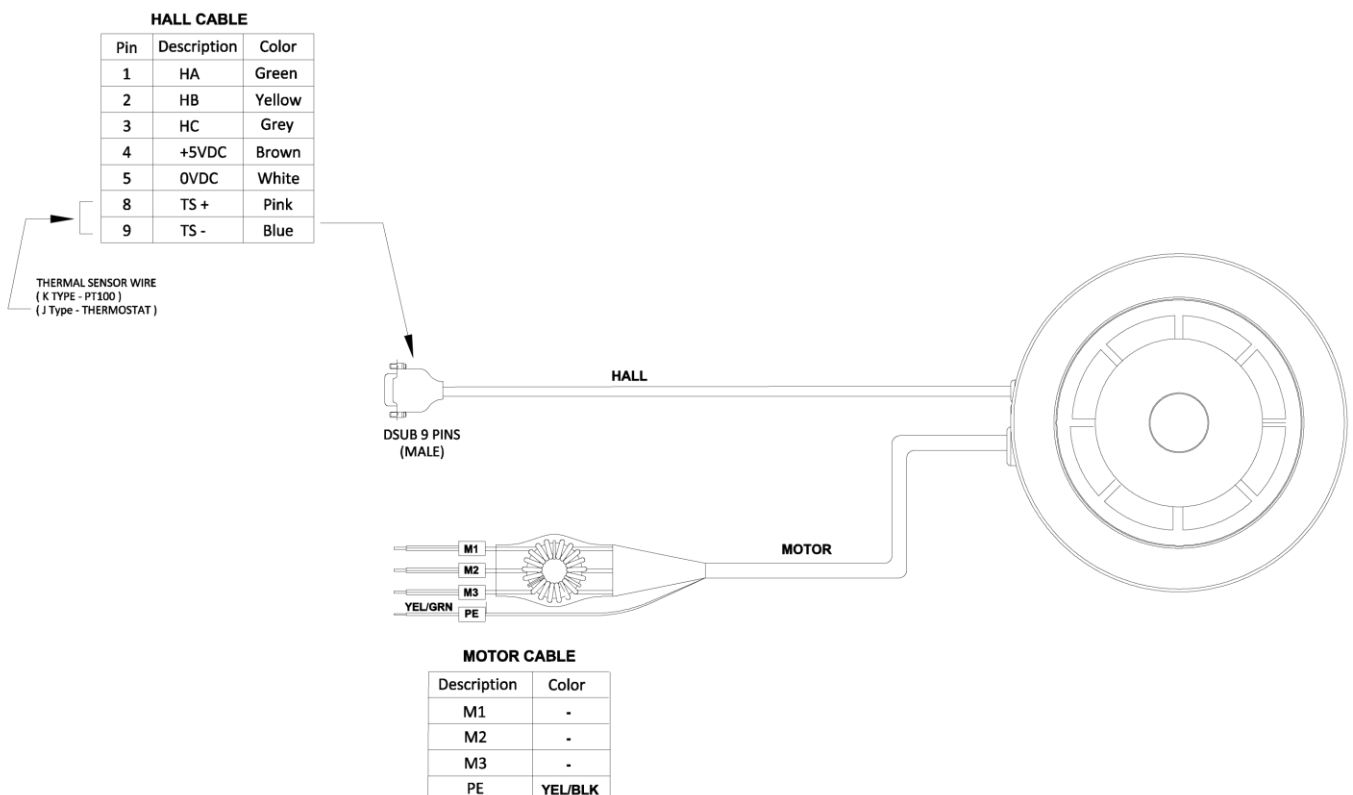 HALL CABLE
Pin Description Color
1 HA Green
2 HB Yellow
3 HC Grey
4 +5VDC Brown
5 0VDC White
8 TS + Pink
9 TS - Blue
THERMAL SENSOR WIRE
( K TYPE - PT100 )
( J Type - THERMOSTAT )
HALL
DSUB 9 PINS
(MALE)
MOTOR
M1
M2
M3
YEL/GRN PE
MOTOR CABLE
Description Color
M1 -
M2 -
M3 -
PE YEL/BLK